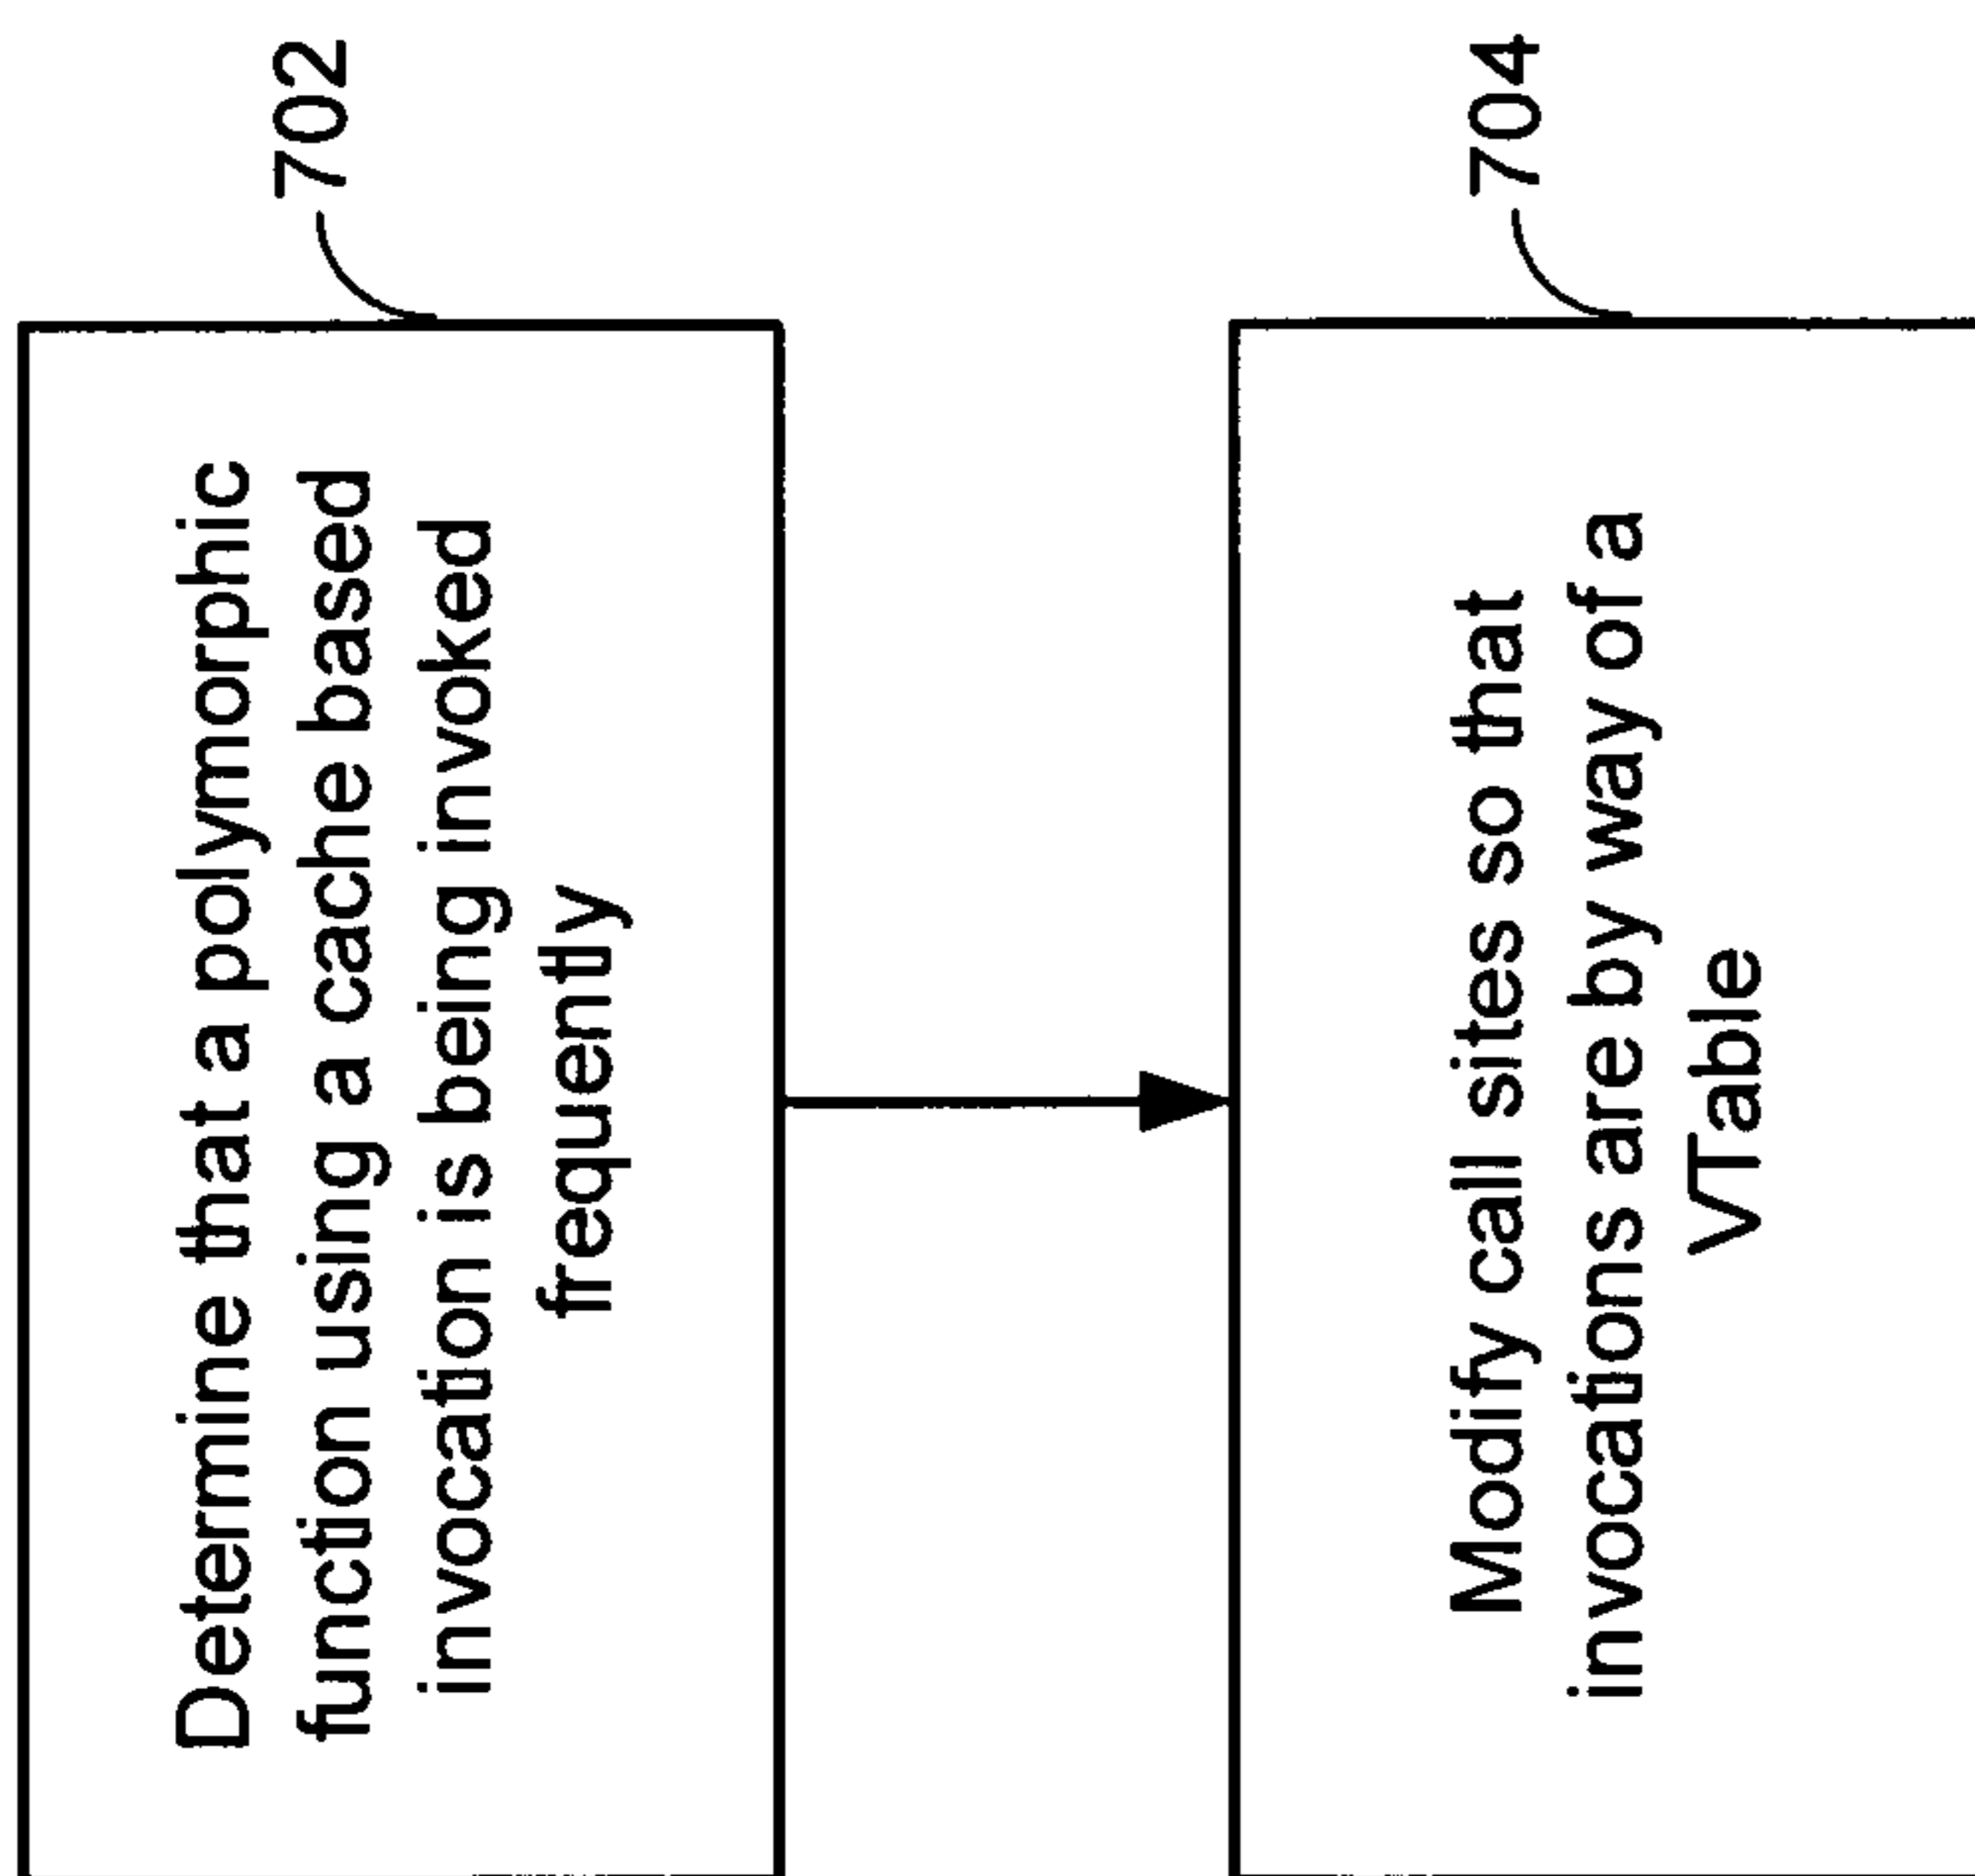 702
Determine that a polymorphic
function using a cache based
invocation is being invoked
frequently
704
Modify call sites so that
invocations are by way of a
VTable